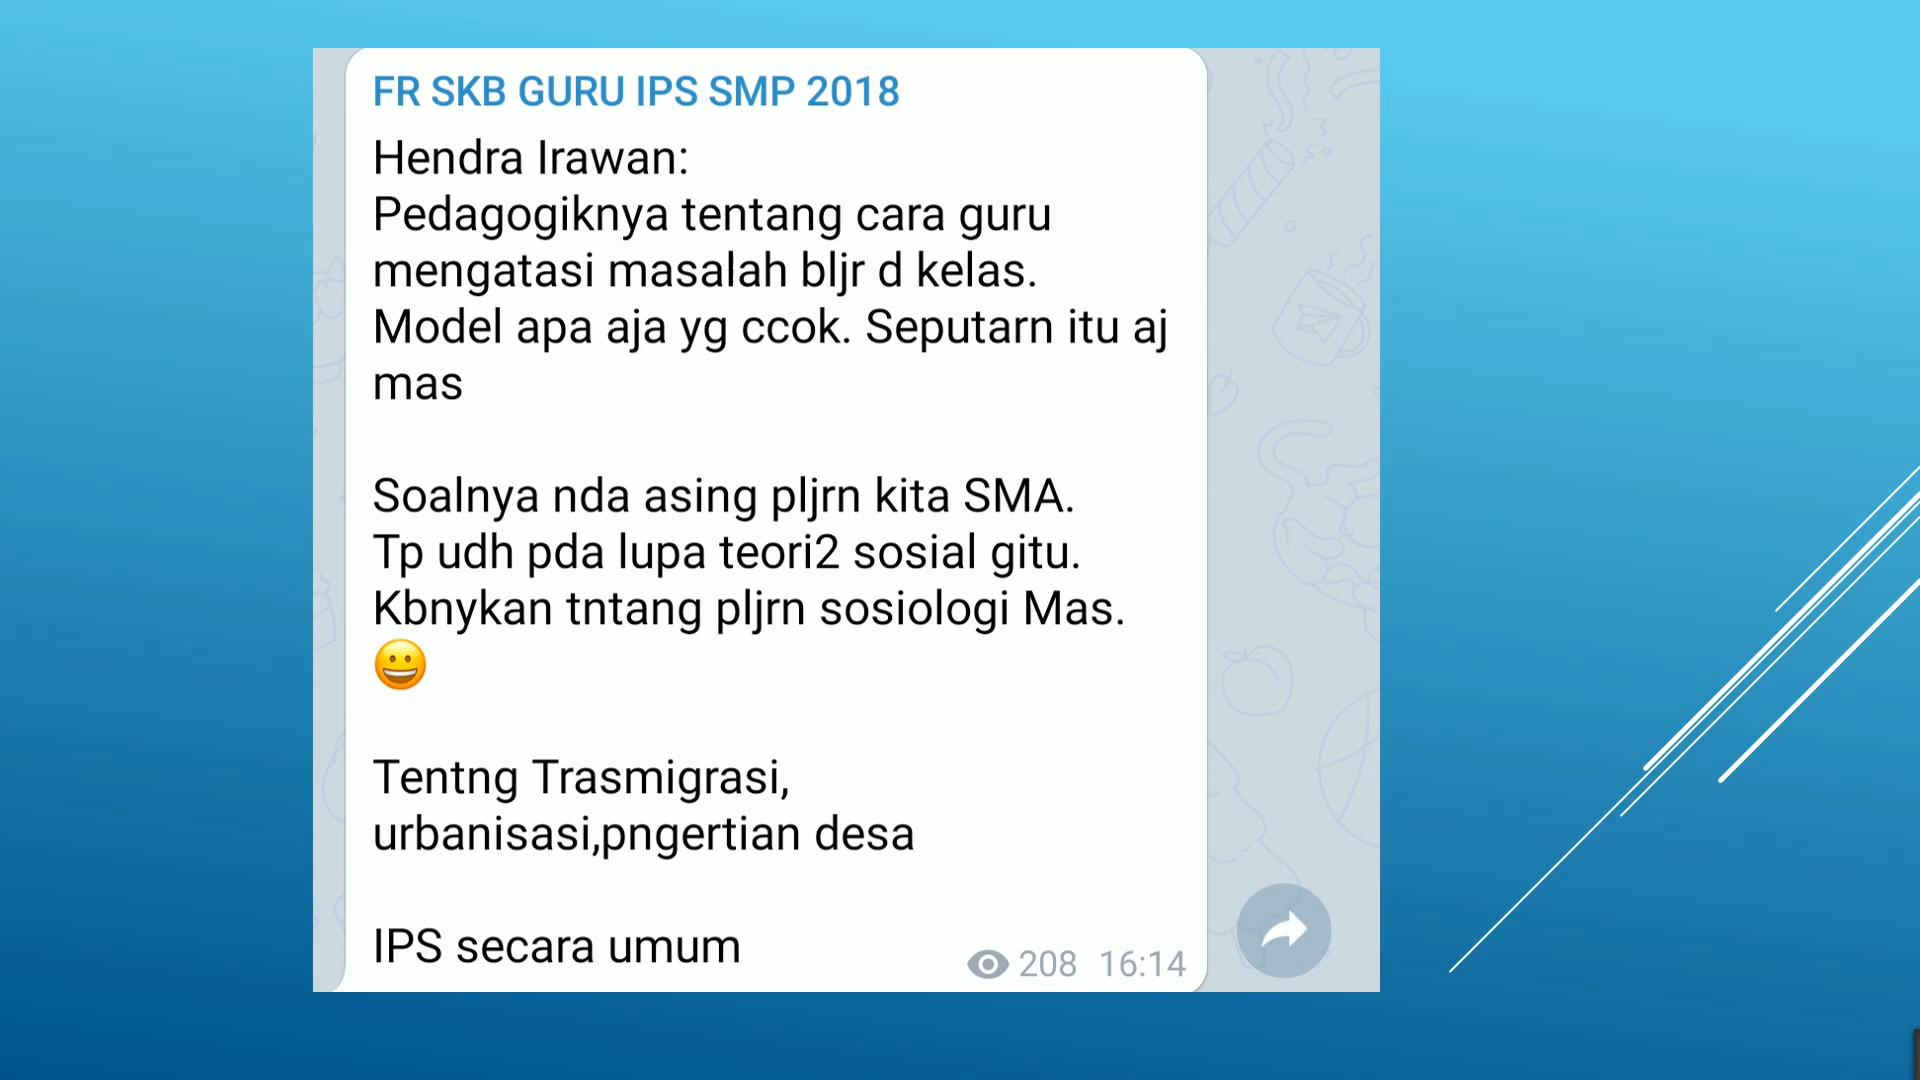 FR SKB GURU IPS SMP 2018
Hendra Irawan:
Pedagogiknya tentang cara guru
mengatasi masalah bljr d kelas.
Model apa aja yg ccok. Seputarn itu aj
mas
Soalnya nda asing pljrn kita SMA.
Tp udh pda lupa teori2 sosial gitu.
Kbnykan tntang pljrn sosiologi Mas.
😀
Tentng Trasmigrasi,
urbanisasi,pngertian desa
IPS secara umum
208 16:14